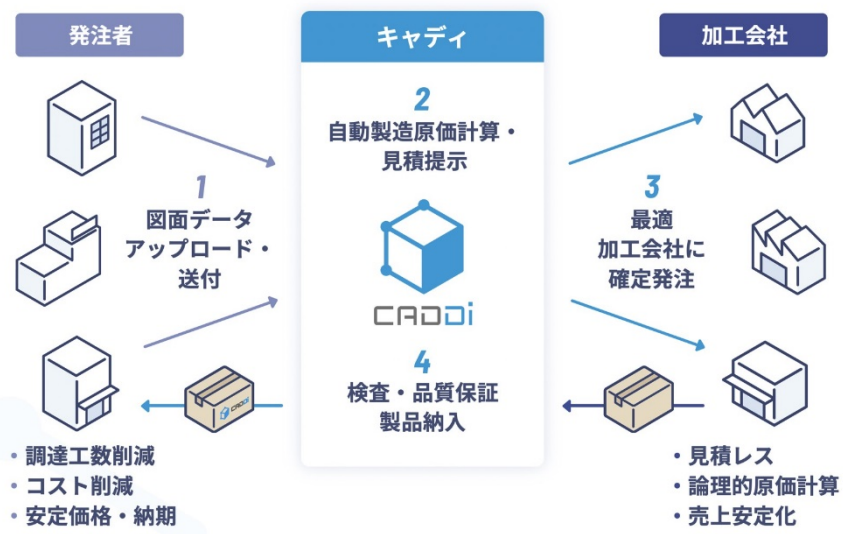 発注者
キャディ
加工会社
1
図面データ
アップロード・
送付
2
自動製造原価計算・
見積提示
CADDi
3
最適
加工会社に
確定発注
4
検査・品質保証
製品納入
CADDi
・調達工数削減
・コスト削減
・安定価格・納期
・見積レス
・論理的原価計算
・売上安定化